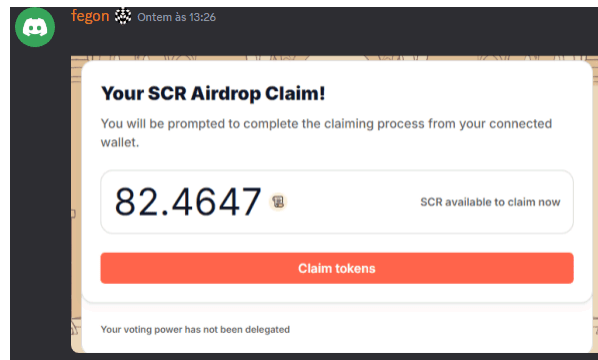 fegon Ontem às 13:26
Your SCR Airdrop Claim!
You will be prompted to complete the claiming process from your connected
wallet.
82.4647 SCR available to claim now
Claim tokens
Your voting power has not been delegated